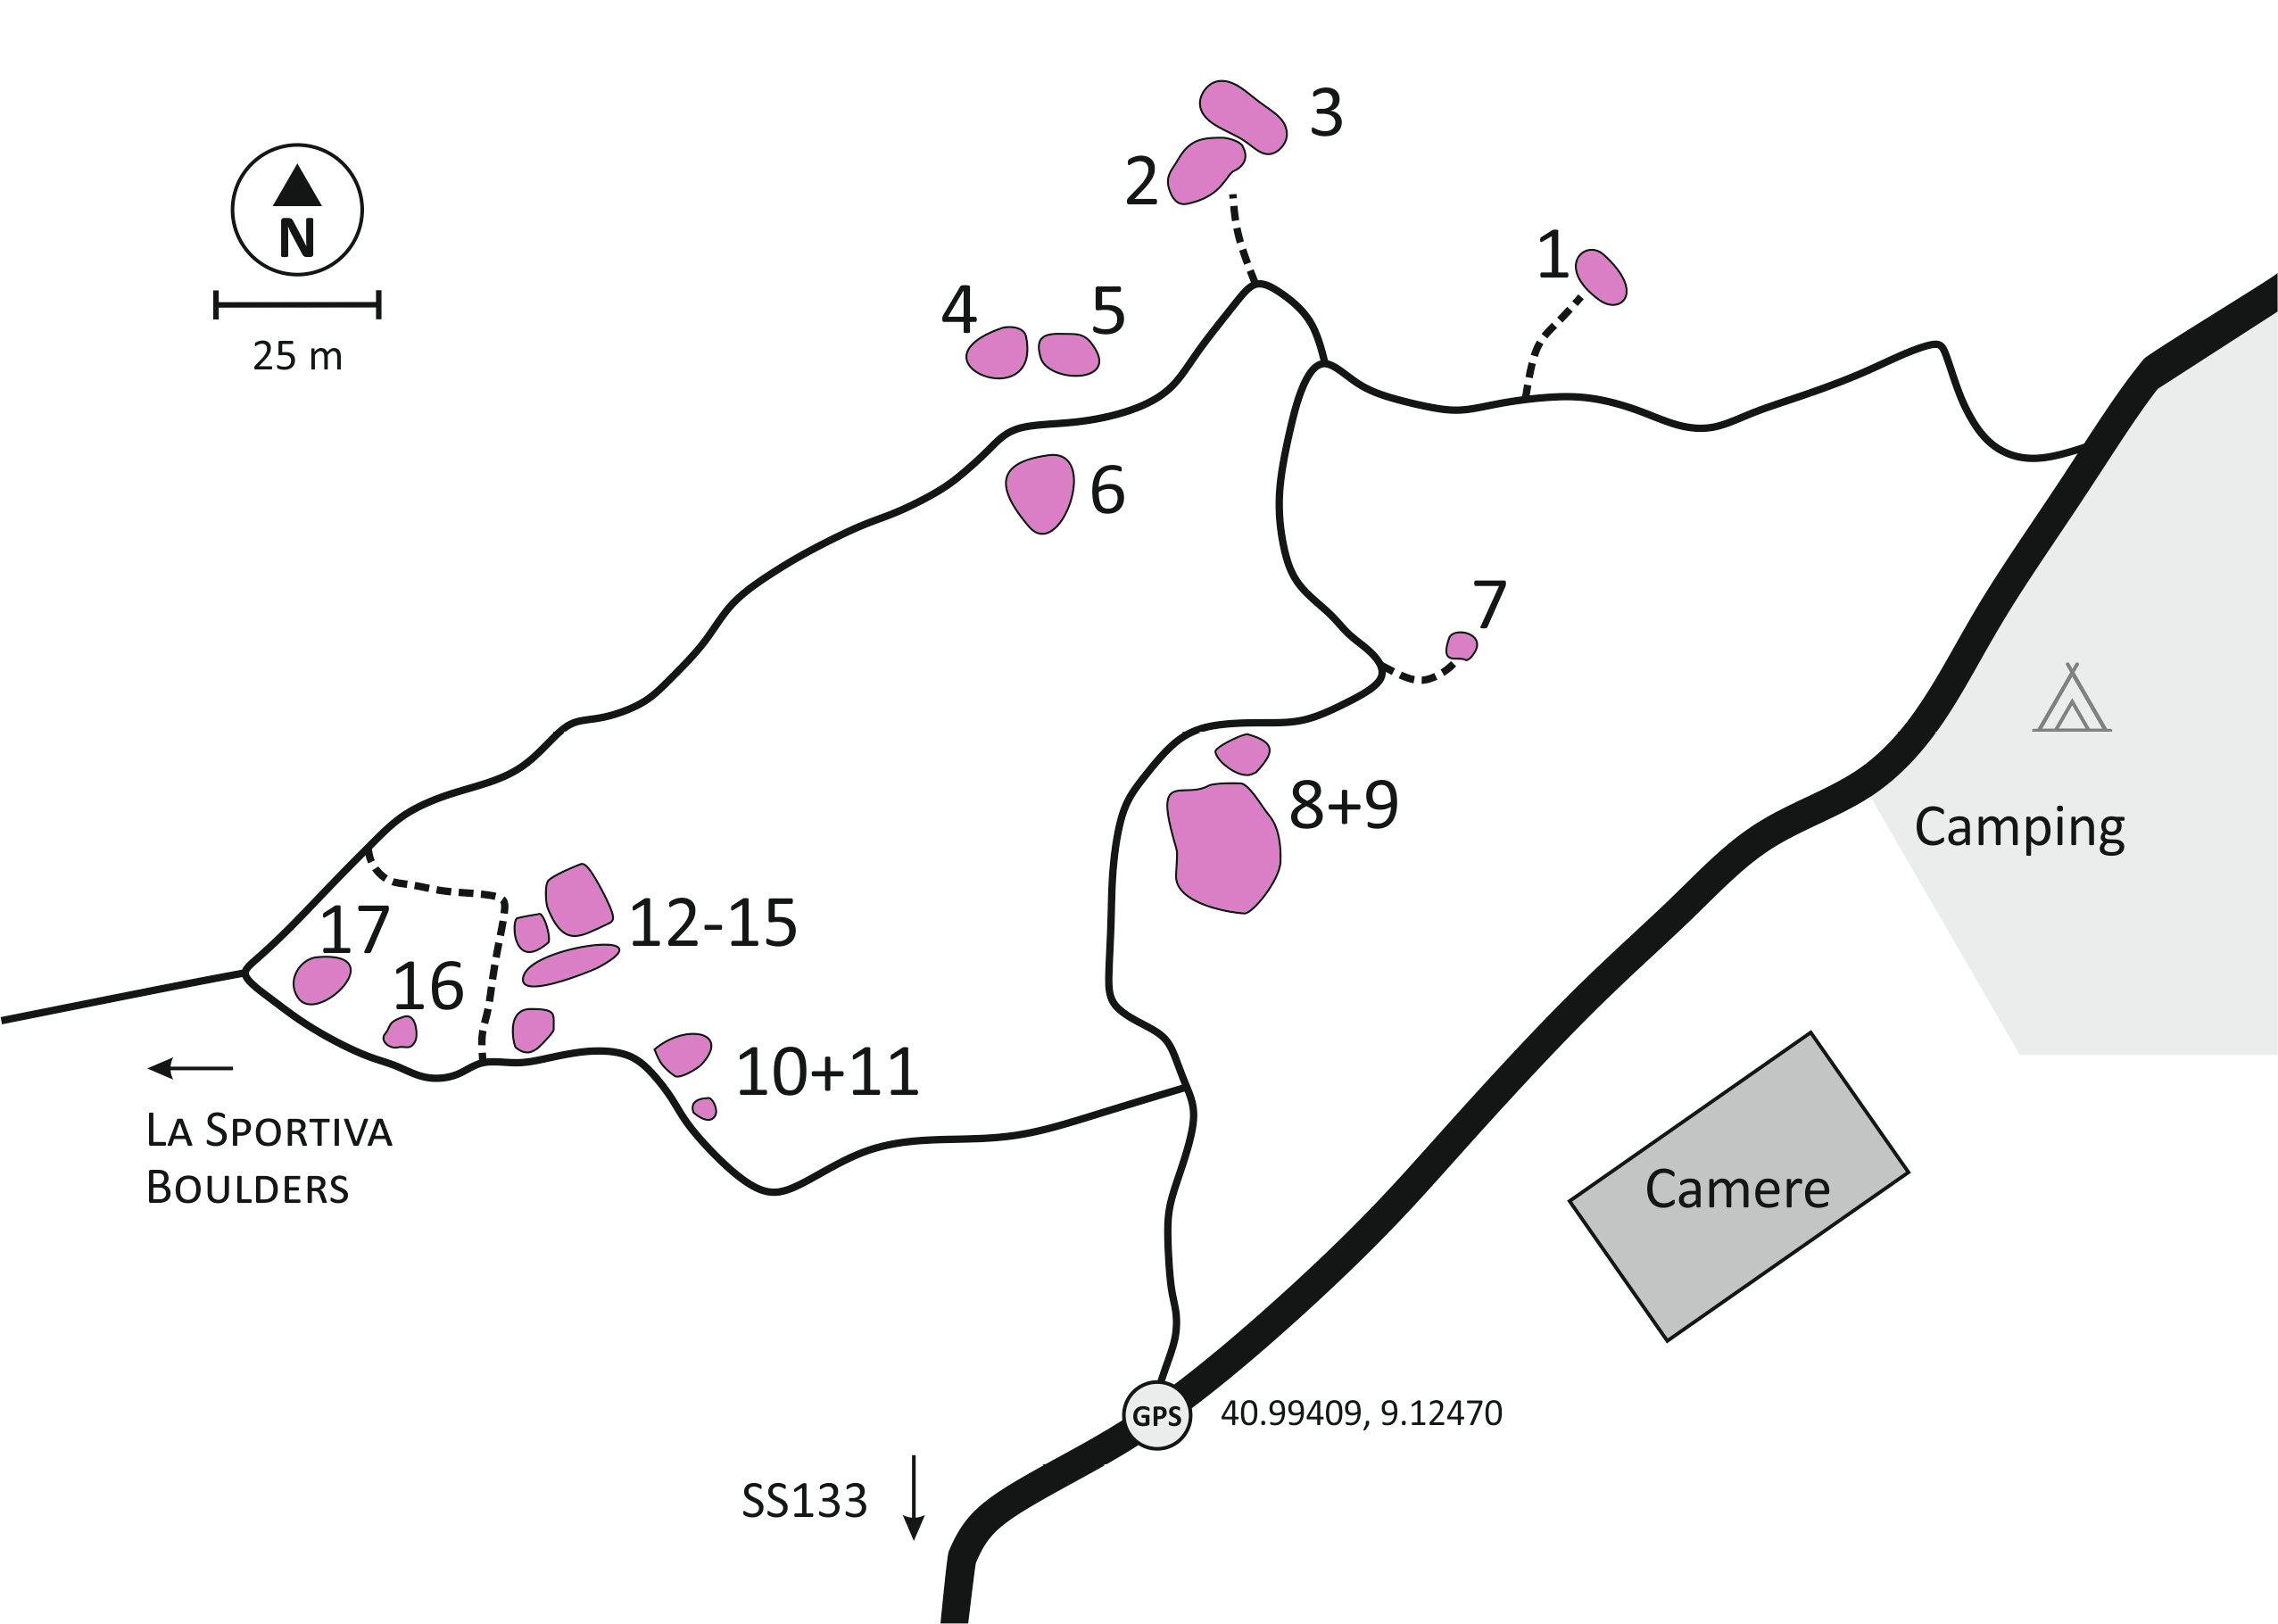 3
2
1
N
25 m
4
5
6
7
8+9
Camping
12-15
17
16
10+11
LA SPORTIVA
BOULDERS
Camere
GPS
40.99409, 9.12470
SS133